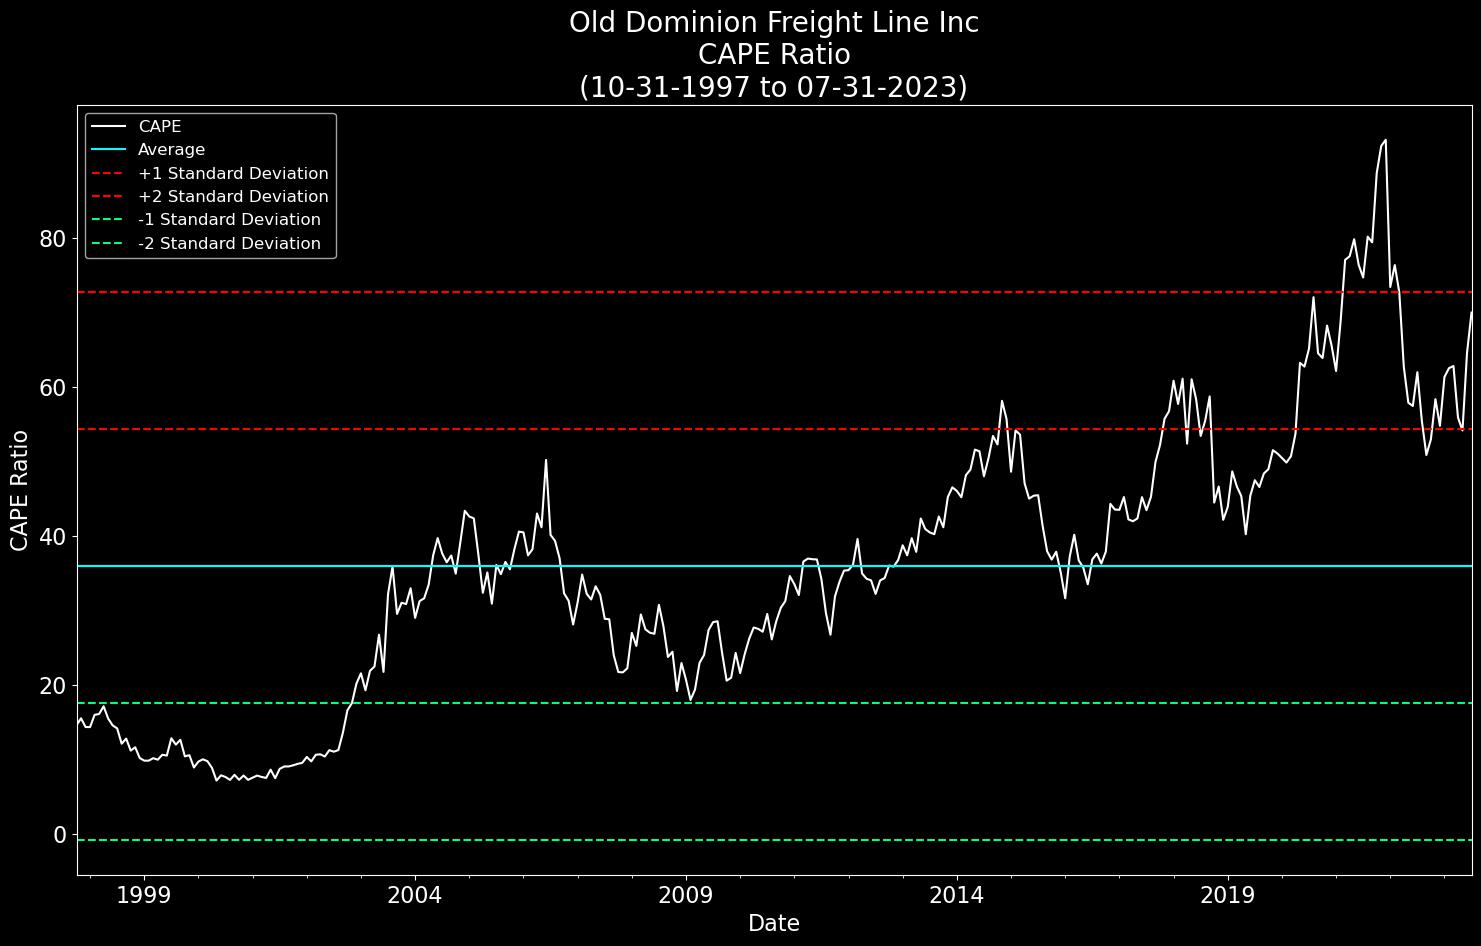 Old Dominion Freight Line Inc
CAPE Ratio
(10-31-1997 to 07-31-2023)
CAPE
Average
+1 Standard Deviation
+2 Standard Deviation
-1 Standard Deviation
-2 Standard Deviation
80
60
40
20
0
CAPE Ratio
1999
2004
2009
2014
2019
Date